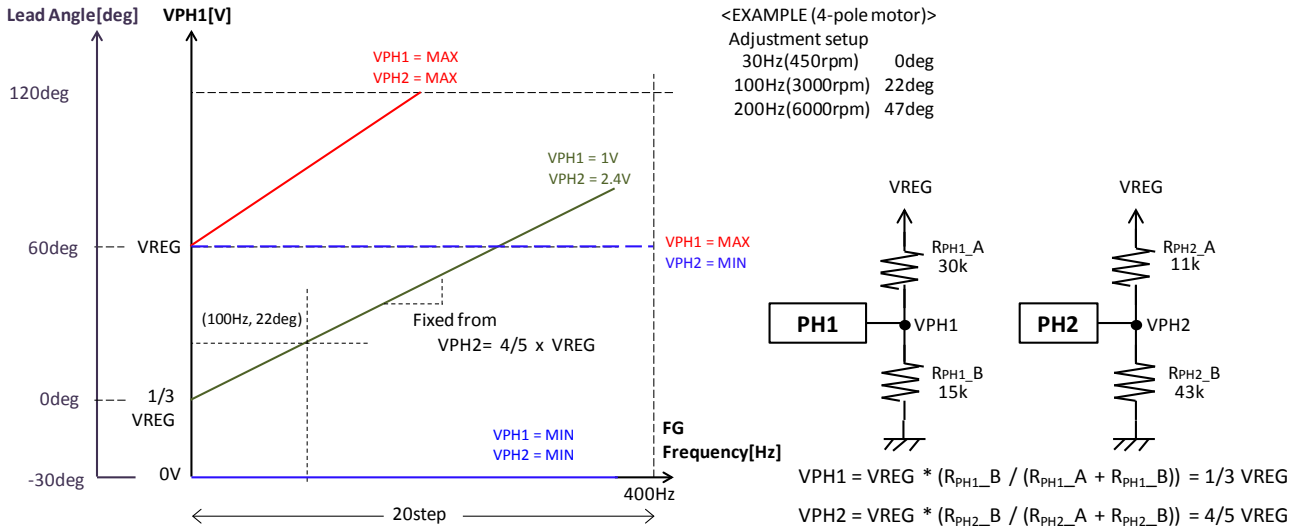 Lead Angle[deg]
VPH1[V]
120deg
60deg
0deg
-30deg
VREG
1/3
VREG
0V
VPH1 = MAX
VPH2 = MAX
VPH1 = 1V
VPH2 = 2.4V
VPH1 = MAX
VPH2 = MIN
(100Hz, 22deg)
Fixed from
VPH2= 4/5 x VREG
VPH1 = MIN
VPH2 = MIN
FG
Frequency[Hz]
400Hz
20step
<EXAMPLE (4-pole motor)>
Adjustment setup
30Hz(450rpm) 0deg
100Hz(3000rpm) 22deg
200Hz(6000rpm) 47deg
VREG
RPH1_A
30k
PH1
VPH1
RPH1_B
15k
VREG
RPH2_A
11k
PH2
VPH2
RPH2_B
43k
VPH1 = VREG * (RPH1_B / (RPH1_A + RPH1_B)) = 1/3 VREG
VPH2 = VREG * (RPH2_B / (RPH2_A + RPH2_B)) = 4/5 VREG